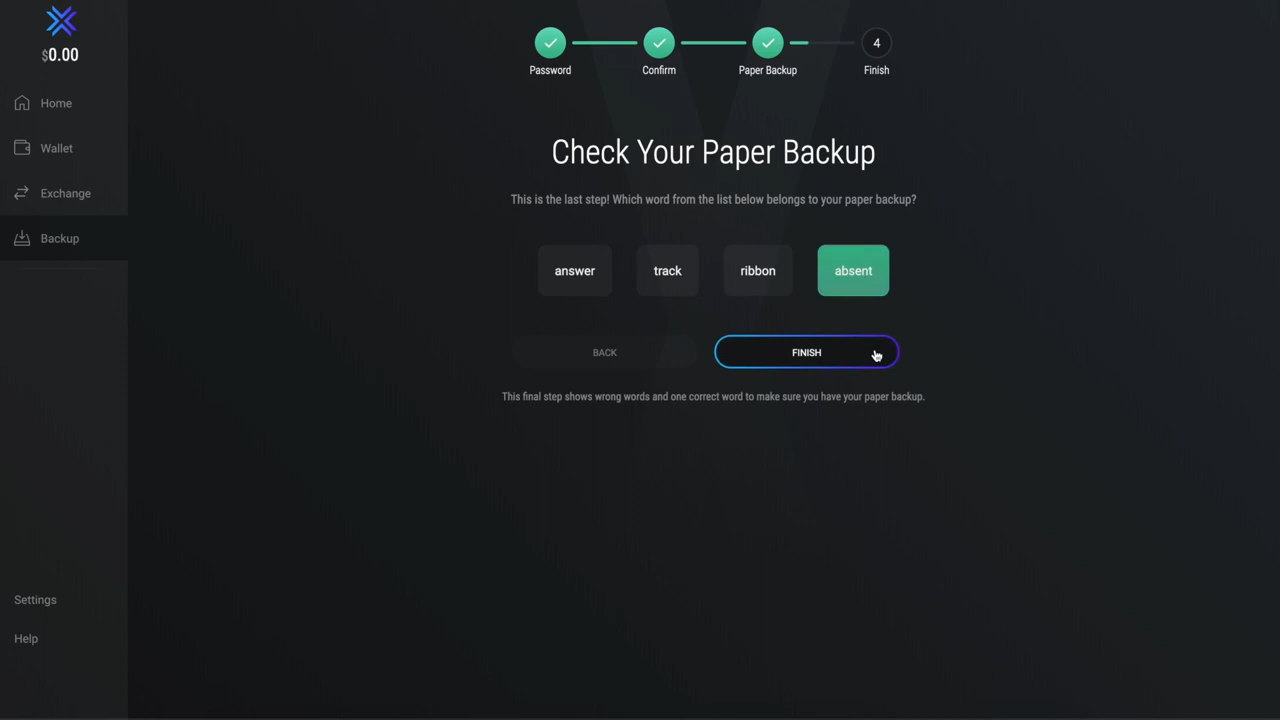 $0.00
Home
Wallet
Exchange
Backup
Settings
Help
4
Password
Confirm
Paper Backup
Finish
Check Your Paper Backup
This is the last step! Which word from the list below belongs to your paper backup?
answer
track
ribbon
absent
BACK
FINISH
This final step shows wrong words and one correct word to make sure you have your paper backup.